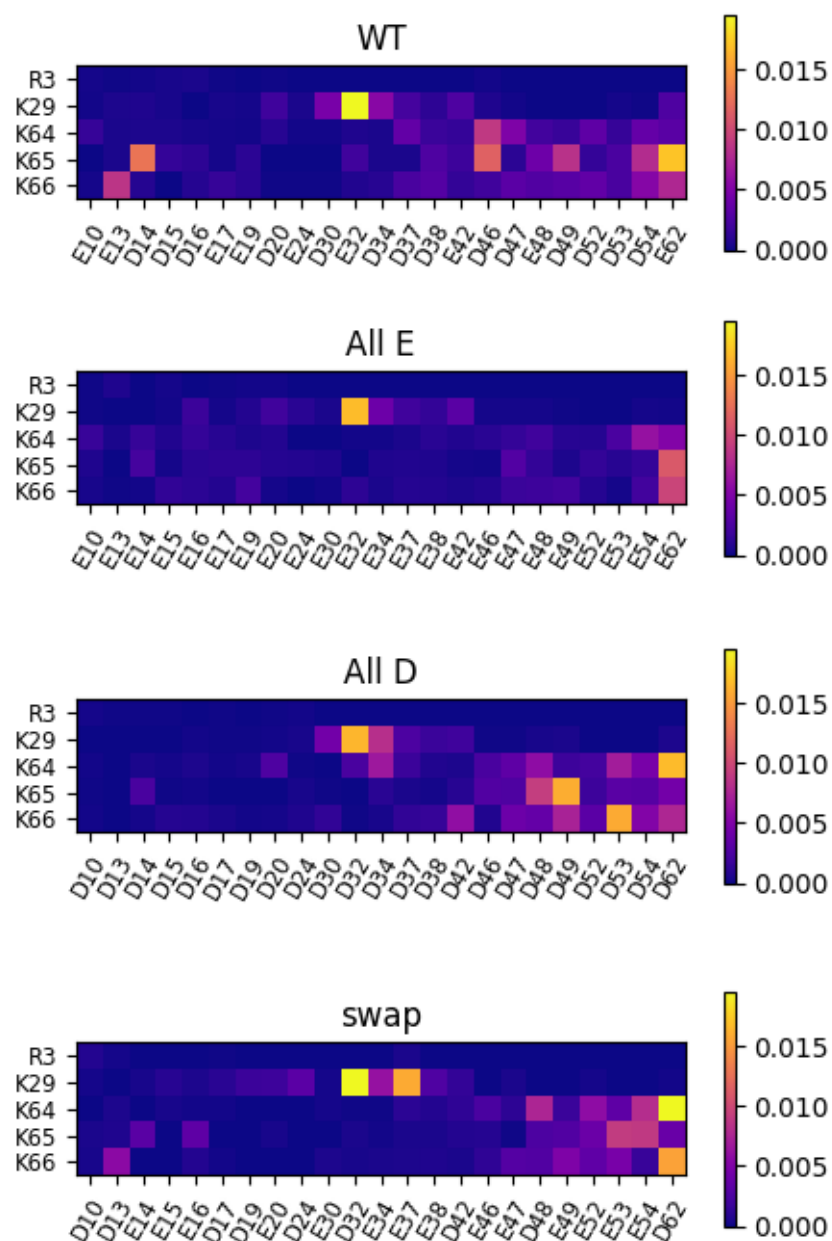 WT
R3
K29
K64
K65
K66
E10 E13 D14 D15 D16 E17 E19 D20 E24 D30 E32 D34 D37 D38 E42 D46 D47 E48 D49 D52 D53 D54 E62
0.015
0.010
0.005
0.000
All E
R3
K29
K64
K65
K66
E10 E13 E14 E15 E16 E17 E19 E20 E24 E30 E32 E34 E37 E38 E42 E46 E47 E48 E49 E52 E53 E54 E62
0.015
0.010
0.005
0.000
All D
R3
K29
K64
K65
K66
D10 D13 D14 D15 D16 D17 D19 D20 D24 D30 D32 D34 D37 D38 D42 D46 D47 D48 D49 D52 D53 D54 D62
0.015
0.010
0.005
0.000
swap
R3
K29
K64
K65
K66
D10 D13 E14 E15 E16 D17 D19 E20 D24 E30 D32 E34 E37 E38 D42 E46 E47 D48 E49 E52 E53 E54 D62
0.015
0.010
0.005
0.000